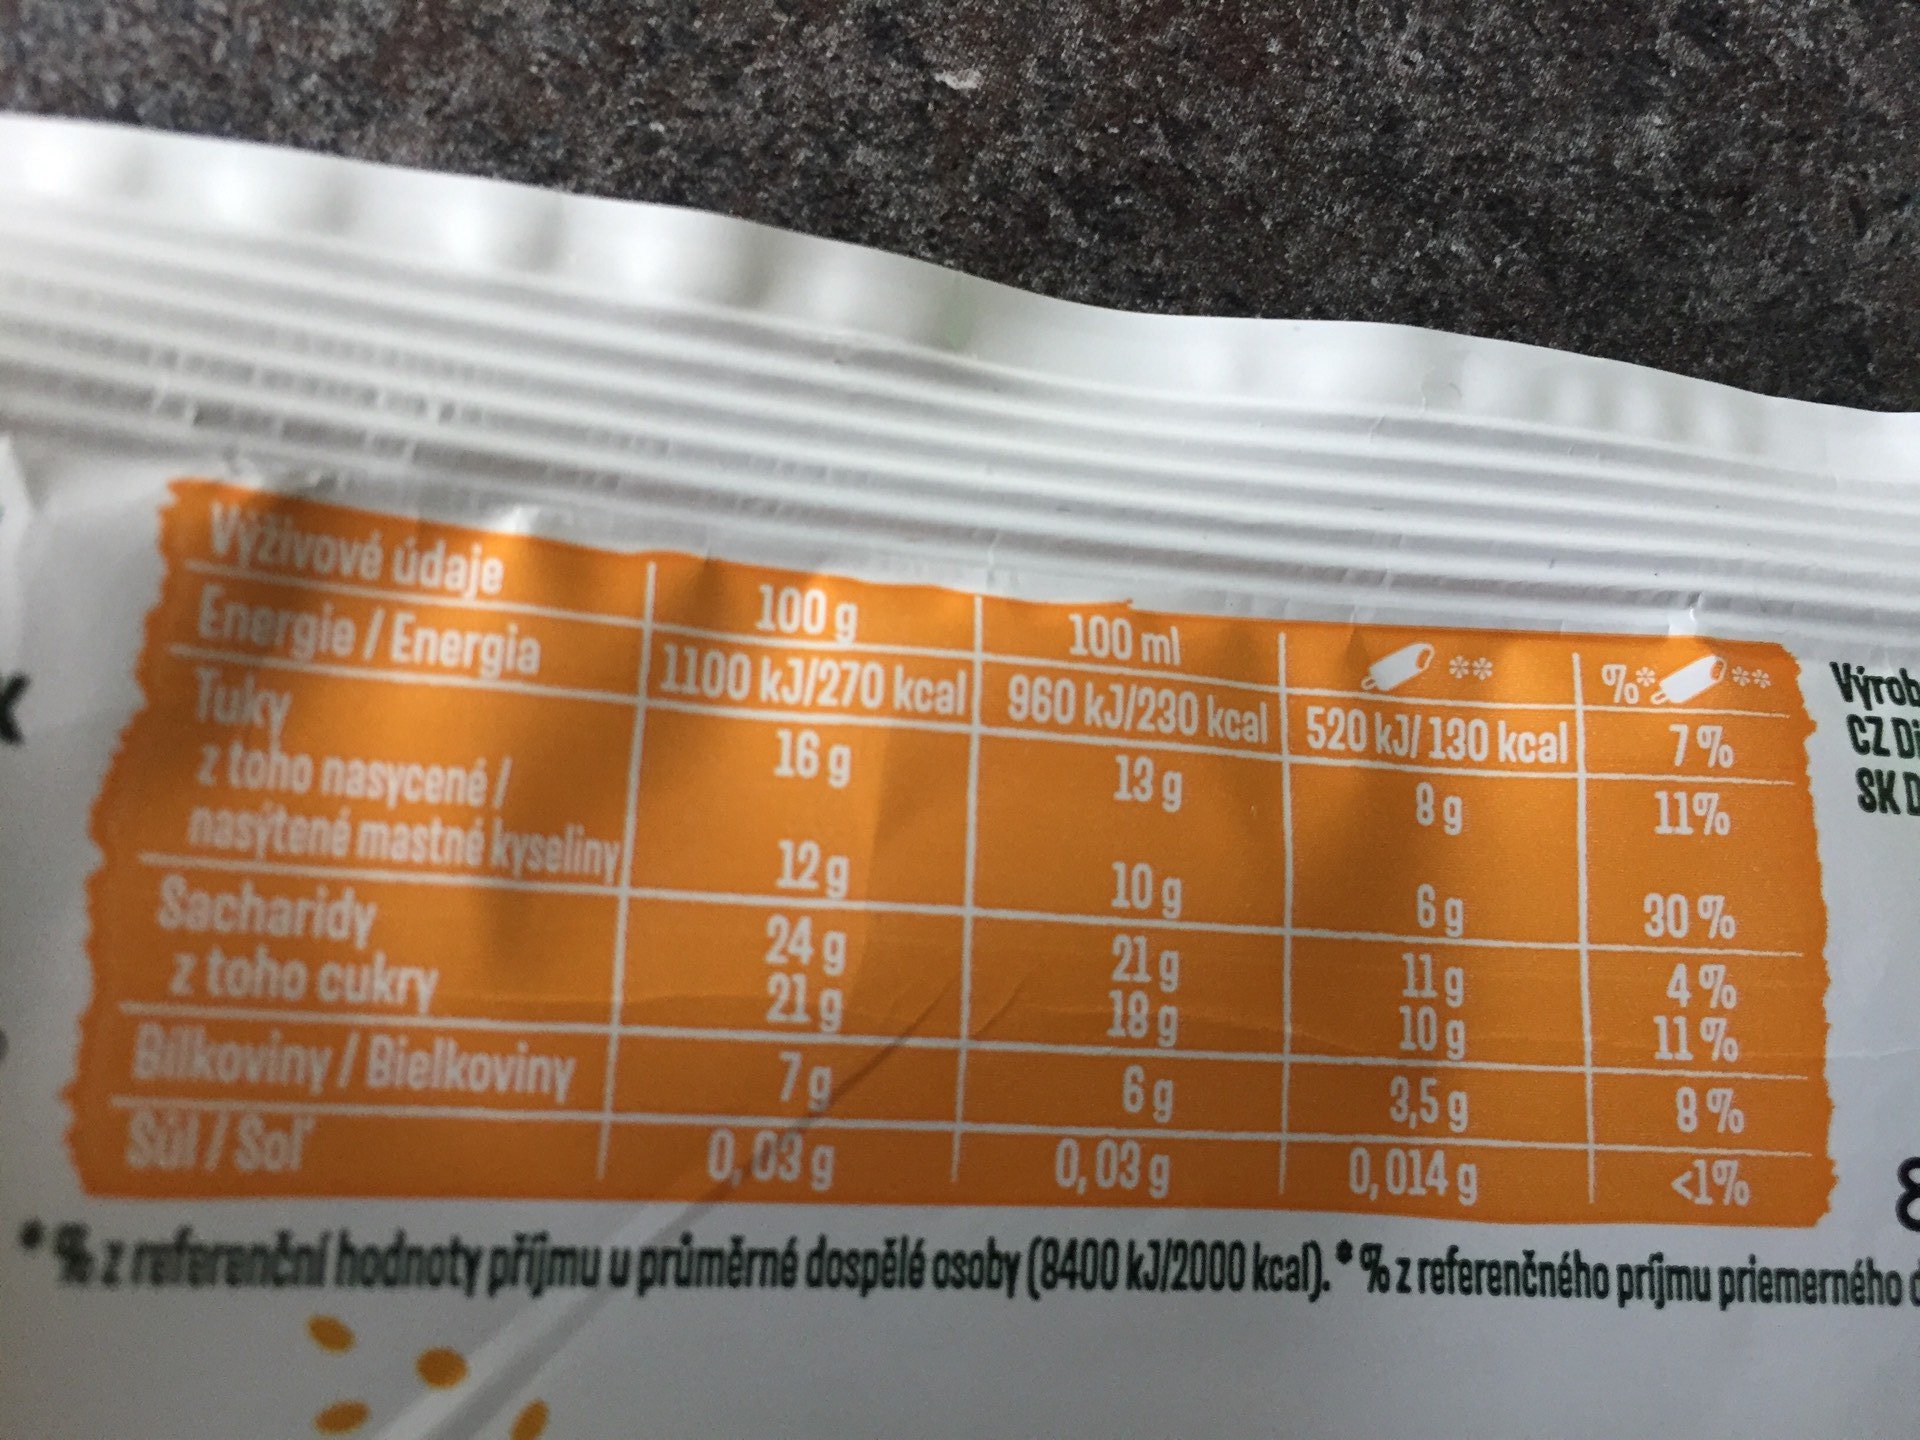 Výživové údaje 100 g 100 ml ** %* **
Energie / Energia 1100 kJ/270 kcal 960 kJ/230 kcal 520 kJ/ 130 kcal 7 %
Tuky 16 g 13 g 8 g 11%
z toho nasycené /
nasýtené mastné kyseliny 12 g 10 g 6 g 30 %
Sacharidy 24 g 21 g 11 g 4 %
z toho cukry 21 g 18 g 10 g 11 %
Bílkoviny / Bielkoviny 7 g 6 g 3,5 g 8 %
Sůl / Soľ 0,03 g 0,03 g 0,014 g <1%
*% z referenční hodnoty příjmu u průměrné dospělé osoby (8400 kJ/2000 kcal). *% z referenčného príjmu priemerného
Výrob
CZ Di
SK D